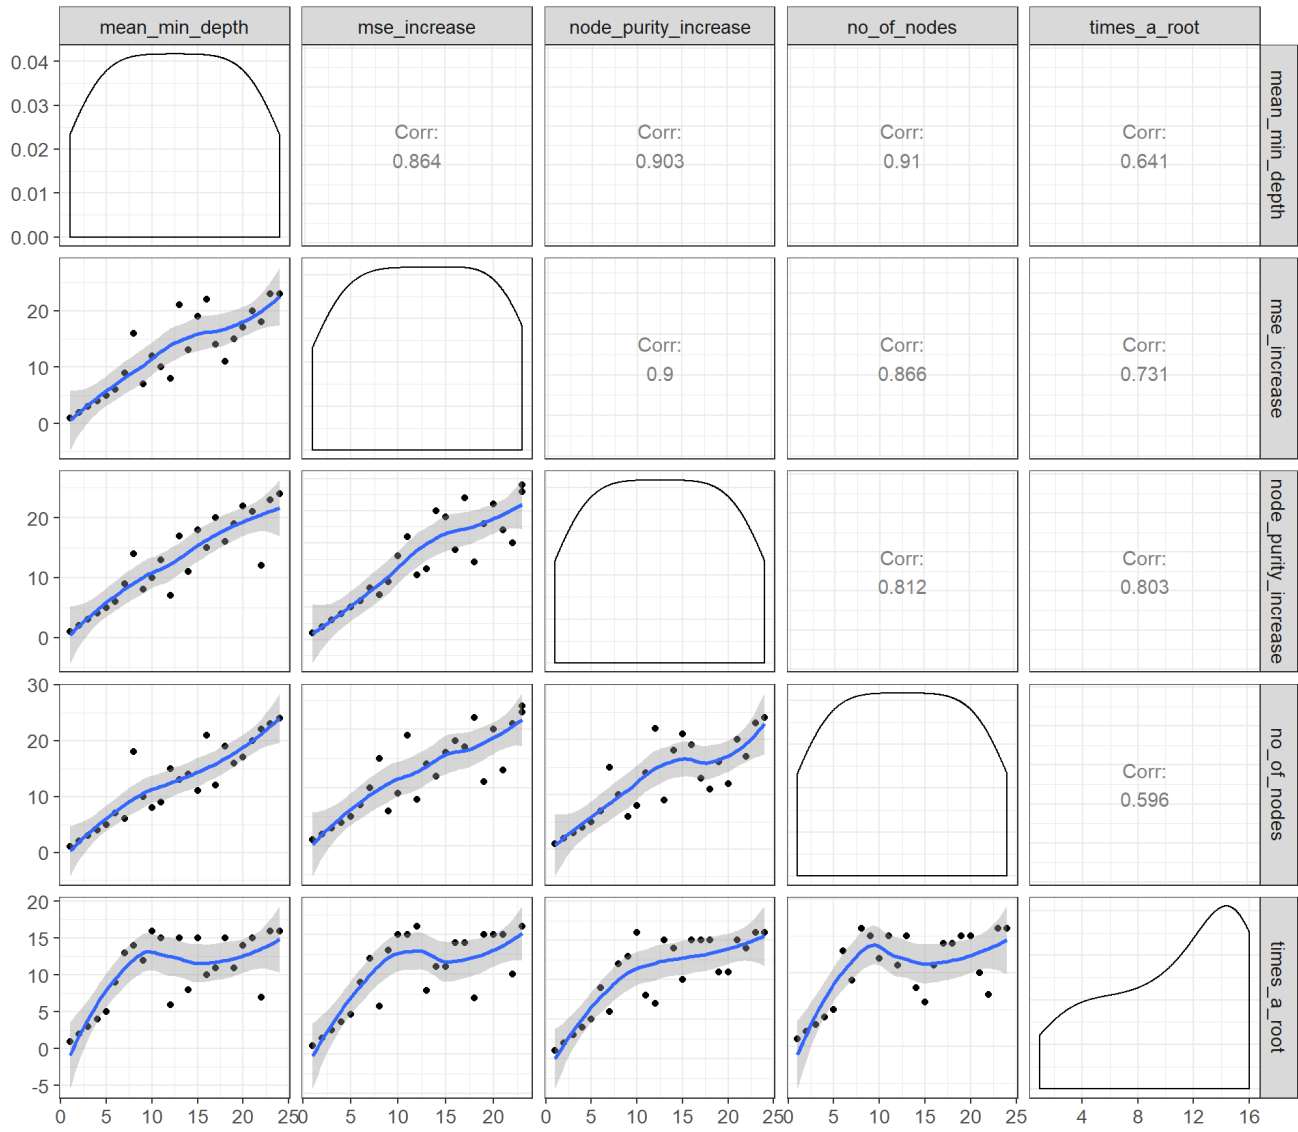 mean_min_depth
mse_increase
node_purity_increase
no_of_nodes
times_a_root
0.04
0.03
0.02
0.01
0.00
Corr:
0.864
Corr:
0.903
Corr:
0.91
Corr:
0.641
mean_min_depth
20
10
0
Corr:
0.9
Corr:
0.866
Corr:
0.731
mse_increase
20
10
0
Corr:
0.812
Corr:
0.803
node_purity_increase
30
20
10
0
Corr:
0.596
no_of_nodes
20
15
10
5
0
-5
times_a_root
0 5 10 15 20 25
0 5 10 15 20
0 5 10 15 20 25
0 5 10 15 20 25
4 8 12 16